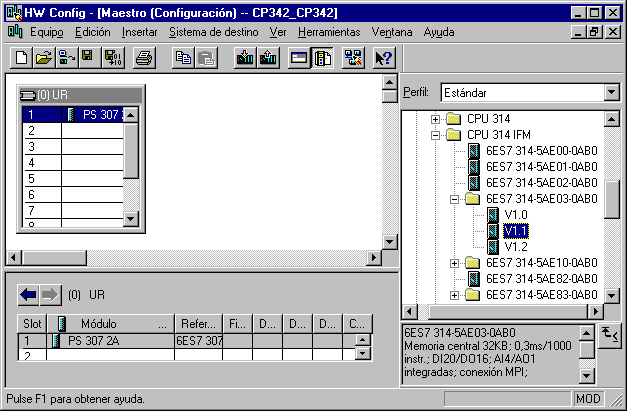 HW Config - [Maestro (Configuración) -- CP342_CP342]
Equipo Edición Insertar Sistema de destino Ver Herramientas Ventana Ayuda
(0) UR
1 PS 307 2
2
3
4
5
6
7
8
Perfil: Estándar
CPU 314
CPU 314 IFM
6ES7 314-5AE00-0AB0
6ES7 314-5AE01-0AB0
6ES7 314-5AE02-0AB0
6ES7 314-5AE03-0AB0
V1.0
V1.1
V1.2
6ES7 314-5AE10-0AB0
6ES7 314-5AE82-0AB0
6ES7 314-5AE83-0AB0
(0) UR
Slot Módulo ... Refer... Fi... D... D... D... C...
1 PS 307 2A 6ES7 307
2
6ES7 314-5AE03-0AB0
Memoria central 32KB; 0,3ms/1000
instr.; DI20/DO16; AI4/AO1
integradas; conexión MPI;
Pulse F1 para obtener ayuda. MOD